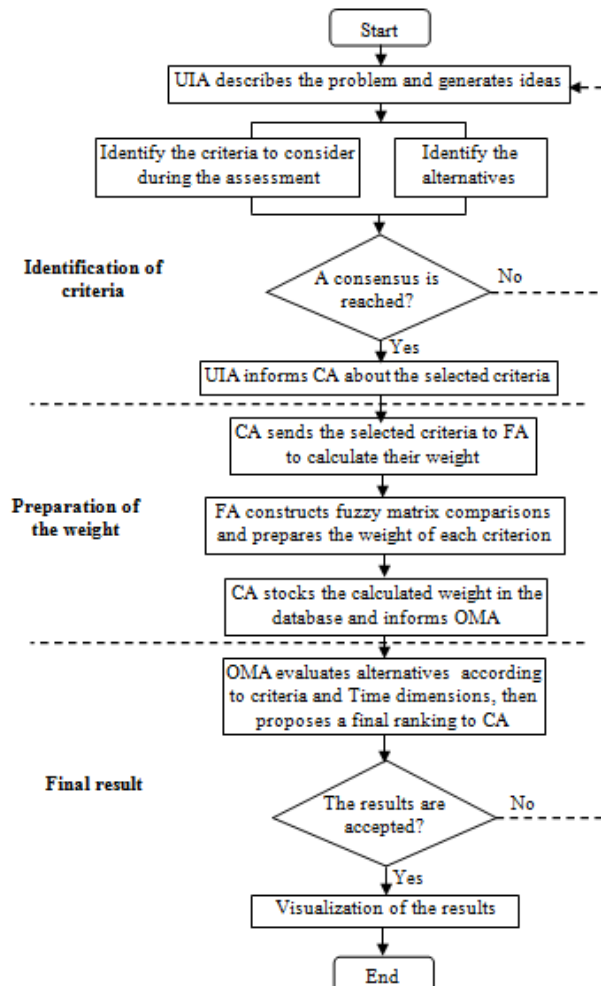 Start
UIA describes the problem and generates ideas
Identify the criteria to consider
during the assessment
Identify the
alternatives
Identification of
criteria
A consensus is
reached?
No
Yes
UIA informs CA about the selected criteria
CA sends the selected criteria to FA
to calculate their weight
Preparation of
the weight
FA constructs fuzzy matrix comparisons
and prepares the weight of each criterion
CA stocks the calculated weight in the
database and informs OMA
OMA evaluates alternatives according
to criteria and Time dimensions, then
proposes a final ranking to CA
Final result
The results are
accepted?
No
Yes
Visualization of the results
End